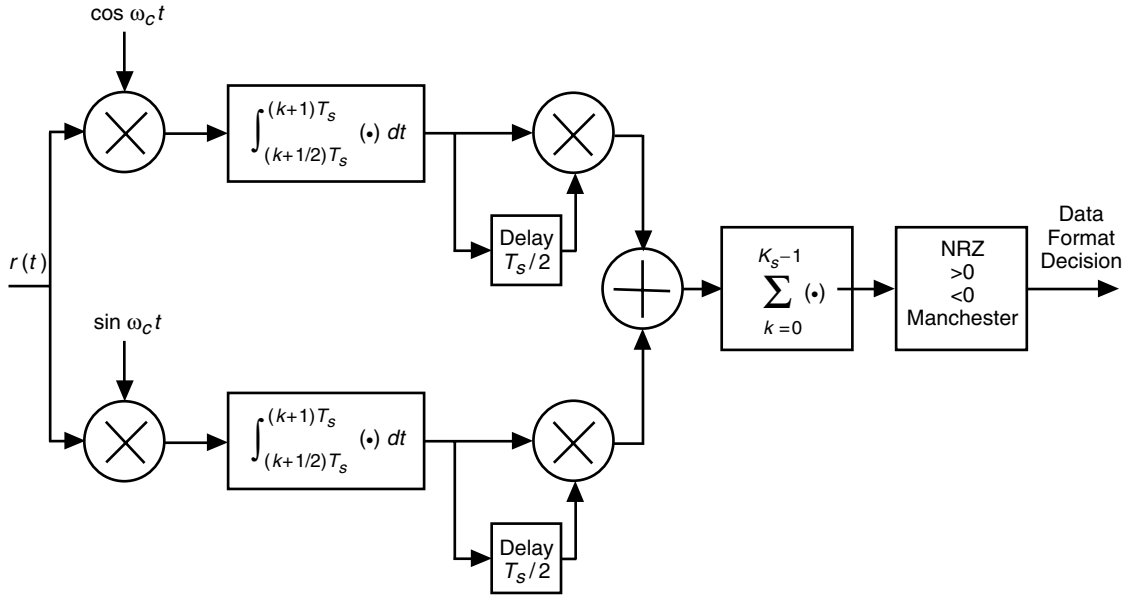 cos ω_c t
∫_{(k+1/2)T_s}^{(k+1)T_s} (•) dt
Delay
T_s/2
r(t)
K_s−1
∑ (•)
k=0
NRZ
>0
<0
Manchester
Data
Format
Decision
sin ω_c t
∫_{(k+1/2)T_s}^{(k+1)T_s} (•) dt
Delay
T_s/2